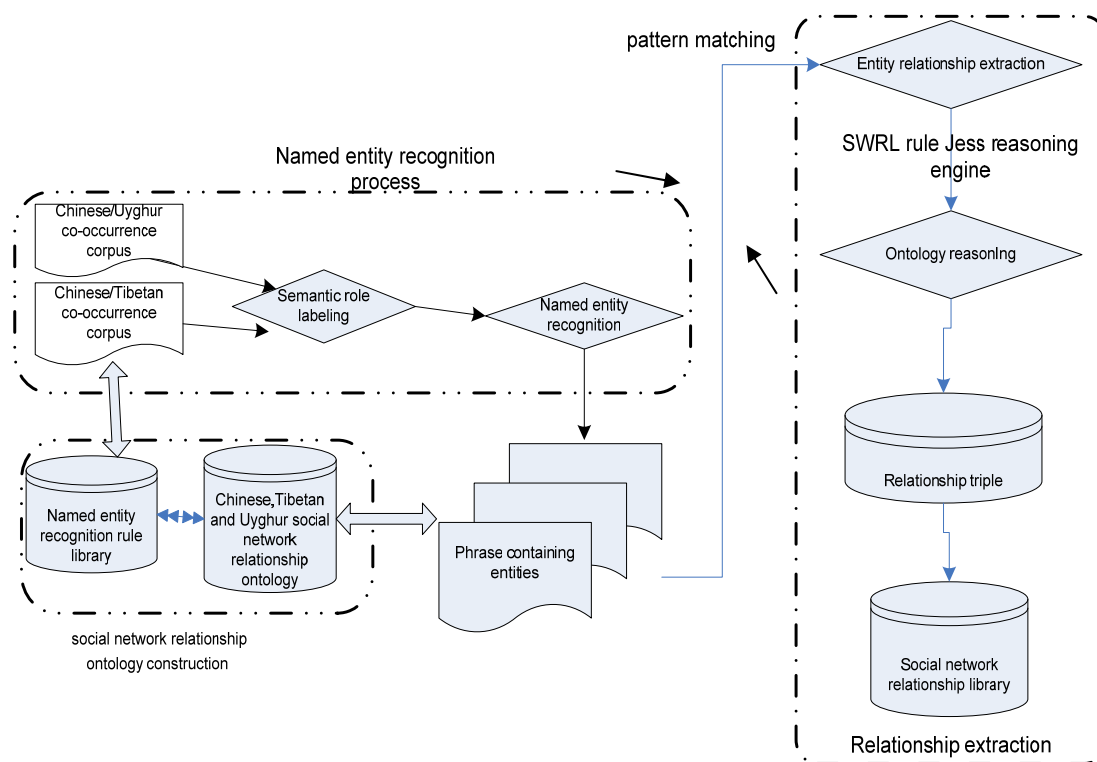 pattern matching
Entity relationship extraction
SWRL rule Jess reasoning
engine
Named entity recognition
process
Chinese/Uyghur
co-occurrence
corpus
Chinese/Tibetan
co-occurrence
corpus
Semantic role
labeling
Named entity
recognition
Ontology reasoning
Named entity
recognition rule
library
Chinese,Tibetan
and Uyghur social
network
relationship
ontology
Phrase containing
entities
Relationship triple
social network relationship
ontology construction
Social network
relationship library
Relationship extraction